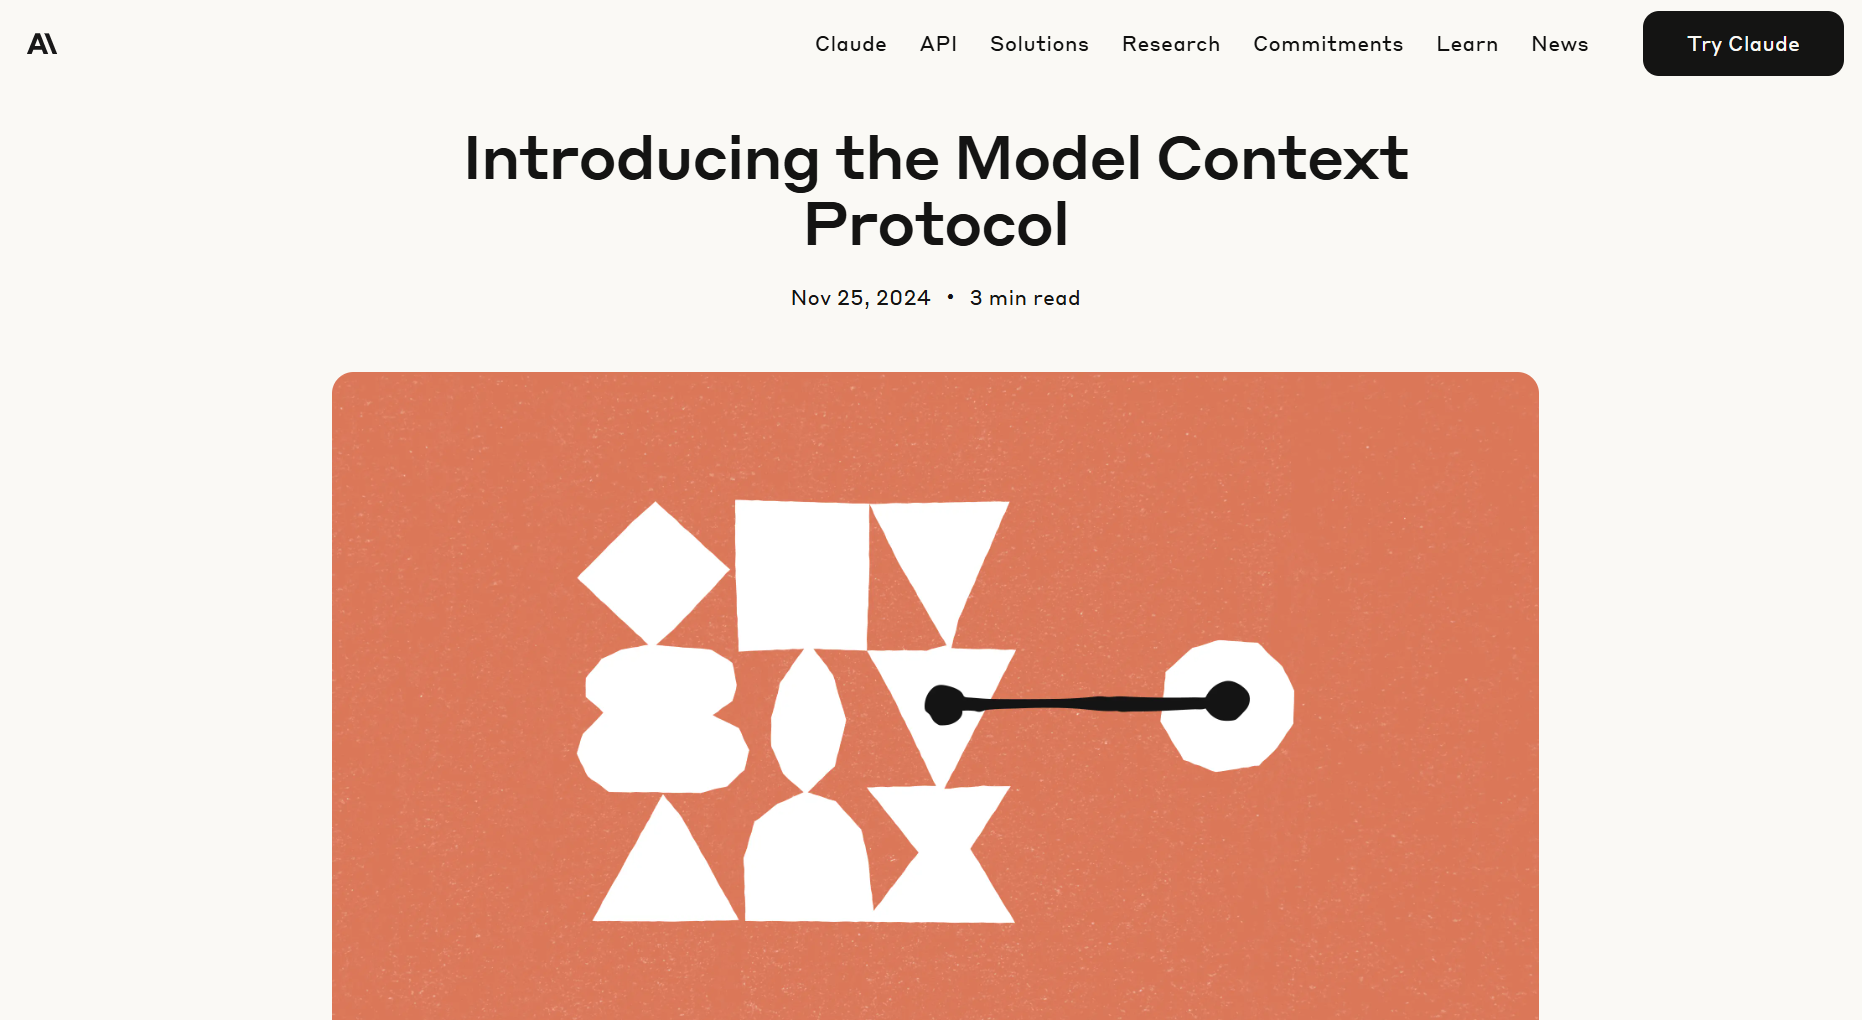 Claude API Solutions Research Commitments Learn News Try Claude
Introducing the Model Context
Protocol
Nov 25, 2024 • 3 min read